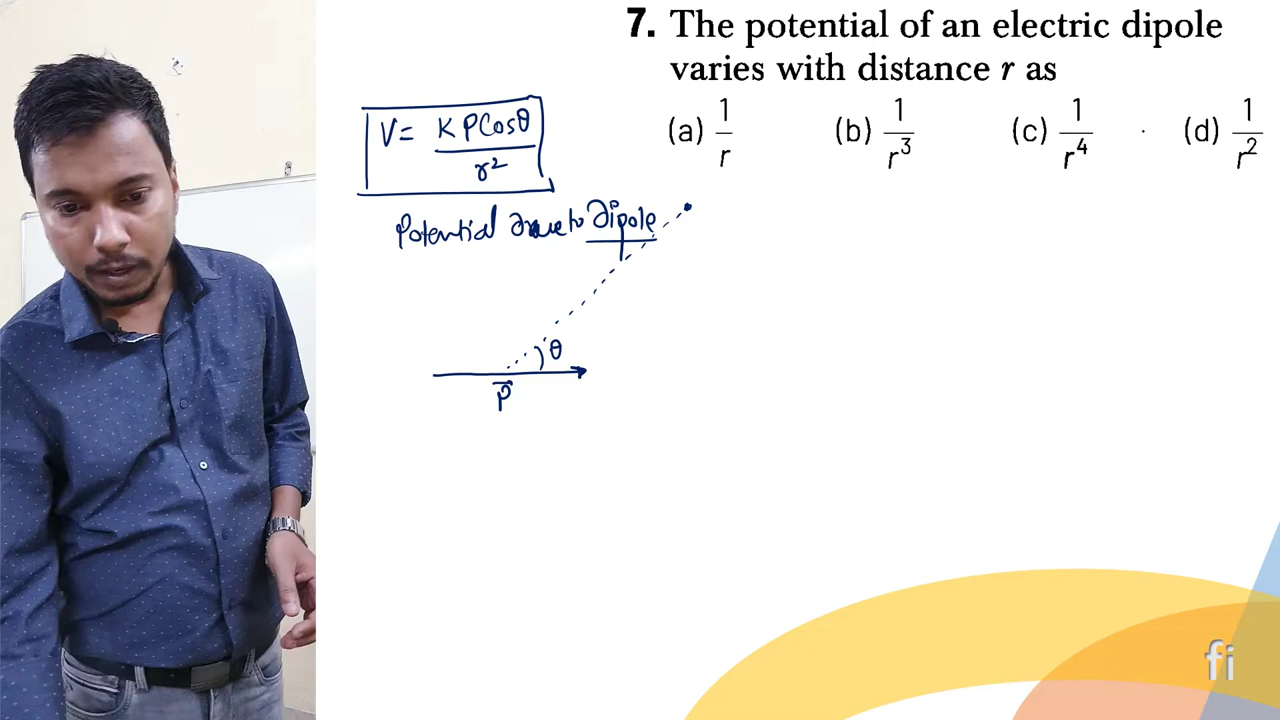 7. The potential of an electric dipole
varies with distance r as
(a) 1/r (b) 1/r³ (c) 1/r⁴ (d) 1/r²
V = KPCosθ/r²
Potential due to Dipole
θ
P⃗
fi